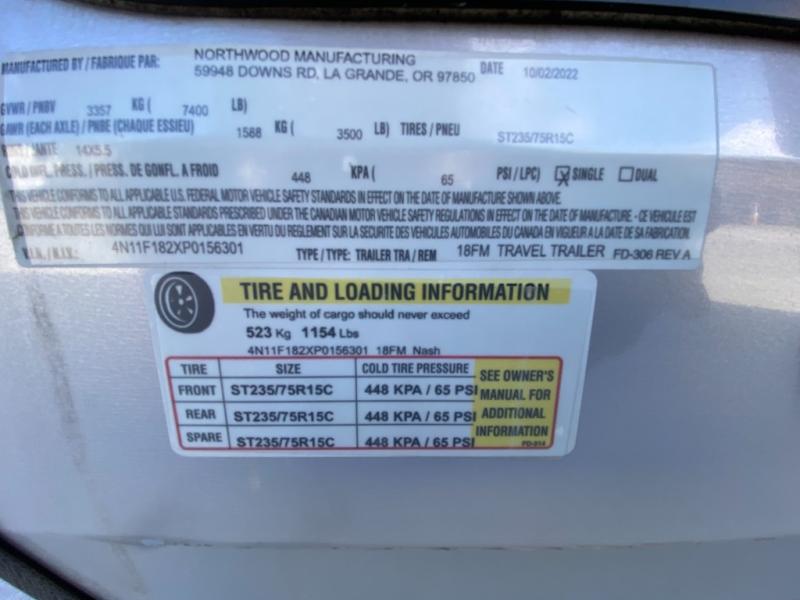 MANUFACTURED BY / FABRIQUE PAR: NORTHWOOD MANUFACTURING
59948 DOWNS RD, LA GRANDE, OR 97850 DATE 10/02/2022
GVWR / PNBV 3357 KG ( 7400 LB)
GAWR (EACH AXLE) / PNBE (CHAQUE ESSIEU) 1588 KG ( 3500 LB) TIRES / PNEU ST235/75R15C
14X5.5
COLD INFL. PRESS. / PRESS. DE GONFL. A FROID 448 KPA ( 65 PSI / LPC) SINGLE DUAL
THIS VEHICLE CONFORMS TO ALL APPLICABLE U.S. FEDERAL MOTOR VEHICLE SAFETY STANDARDS IN EFFECT ON THE DATE OF MANUFACTURE SHOWN ABOVE.
THIS VEHICLE CONFORMS TO ALL APPLICABLE STANDARDS PRESCRIBED UNDER THE CANADIAN MOTOR VEHICLE SAFETY REGULATIONS IN EFFECT ON THE DATE OF MANUFACTURE - CE VEHICULE EST
CONFORME A TOUTES LES NORMES QUI LUI SONT APPLICABLES EN VERTU DU REGLEMENT SUR LA SECURITE DES VEHICULES AUTOMOBILES DU CANADA EN VIGUEUR A LA DATE DE SA FABRICATION.
V.I.N. / N.I.V.: 4N11F182XP0156301 TYPE / TYPE: TRAILER TRA / REM 18FM TRAVEL TRAILER FD-306 REV A
TIRE AND LOADING INFORMATION
The weight of cargo should never exceed
523 Kg 1154 Lbs
4N11F182XP0156301 18FM Nash
TIRE SIZE COLD TIRE PRESSURE
FRONT ST235/75R15C 448 KPA / 65 PSI
REAR ST235/75R15C 448 KPA / 65 PSI
SPARE ST235/75R15C 448 KPA / 65 PSI
SEE OWNER'S
MANUAL FOR
ADDITIONAL
INFORMATION
FD-314